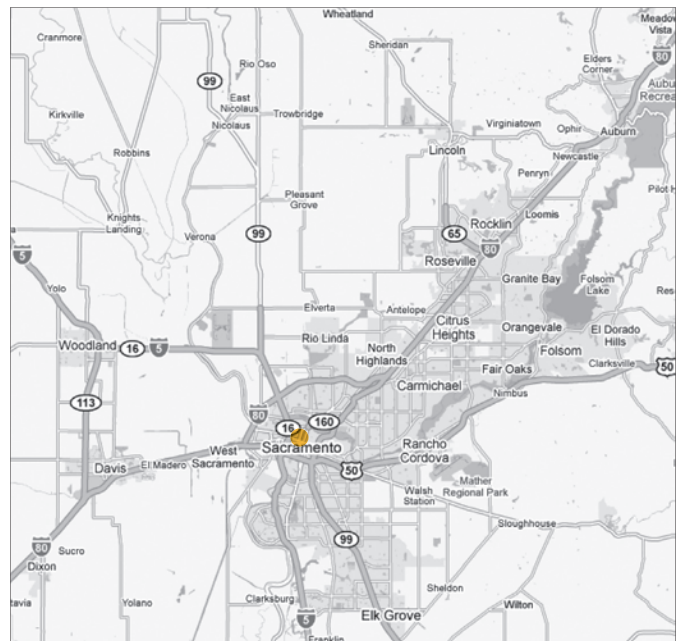 Wheatland
Meadow Vista
Cranmore
Sheridan
80
Rio Oso
Elders Corner
99
Auburn
East Nicolaus
Kirkville
Trowbridge
Nicolaus
Virginiatown
Ophir
Auburn
Lincoln
Robbins
Newcastle
Penryn
Pleasant Grove
Pilot H
Loomis
Knights Landing
Rocklin
Verona
99
65
80
5
Roseville
Granite Bay
Folsom Lake
Yolo
Elverta
Antelope
Citrus Heights
Orangevale
El Dorado Hills
Rio Linda
Woodland
16
5
North Highlands
Folsom
Clarksville
Fair Oaks
50
Carmichael
Nimbus
113
80
16
160
West Sacramento
Sacramento
Rancho Cordova
Davis
El Madero
50
Mather Regional Park
Walsh Station
Sloughhouse
99
80
Sucro
Dixon
Sheldon
Yolano
Clarksburg
Wilton
5
Elk Grove
Franklin